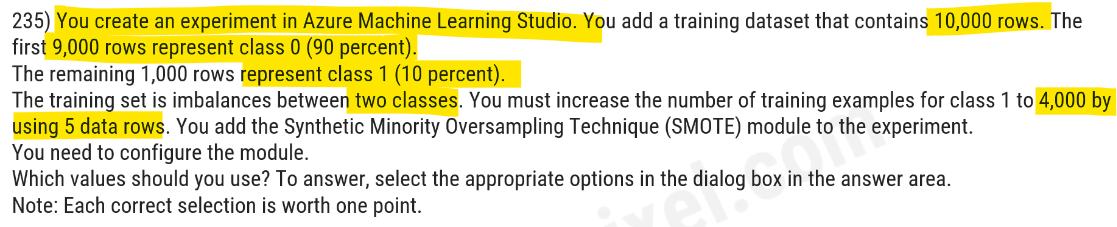 235) You create an experiment in Azure Machine Learning Studio. You add a training dataset that contains 10,000 rows. The
first 9,000 rows represent class 0 (90 percent).
The remaining 1,000 rows represent class 1 (10 percent).
The training set is imbalances between two classes. You must increase the number of training examples for class 1 to 4,000 by
using 5 data rows. You add the Synthetic Minority Oversampling Technique (SMOTE) module to the experiment.
You need to configure the module.
Which values should you use? To answer, select the appropriate options in the dialog box in the answer area.
Note: Each correct selection is worth one point.
ixel.com